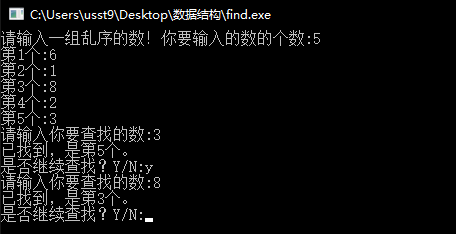 C:\Users\usst9\Desktop\数据结构\find.exe
请输入一组乱序的数! 你要输入的数的个数:5
第1个:6
第2个:1
第3个:8
第4个:2
第5个:3
请输入你要查找的数:3
已找到, 是第5个。
是否继续查找？Y/N:y
请输入你要查找的数:8
已找到, 是第3个。
是否继续查找？Y/N: